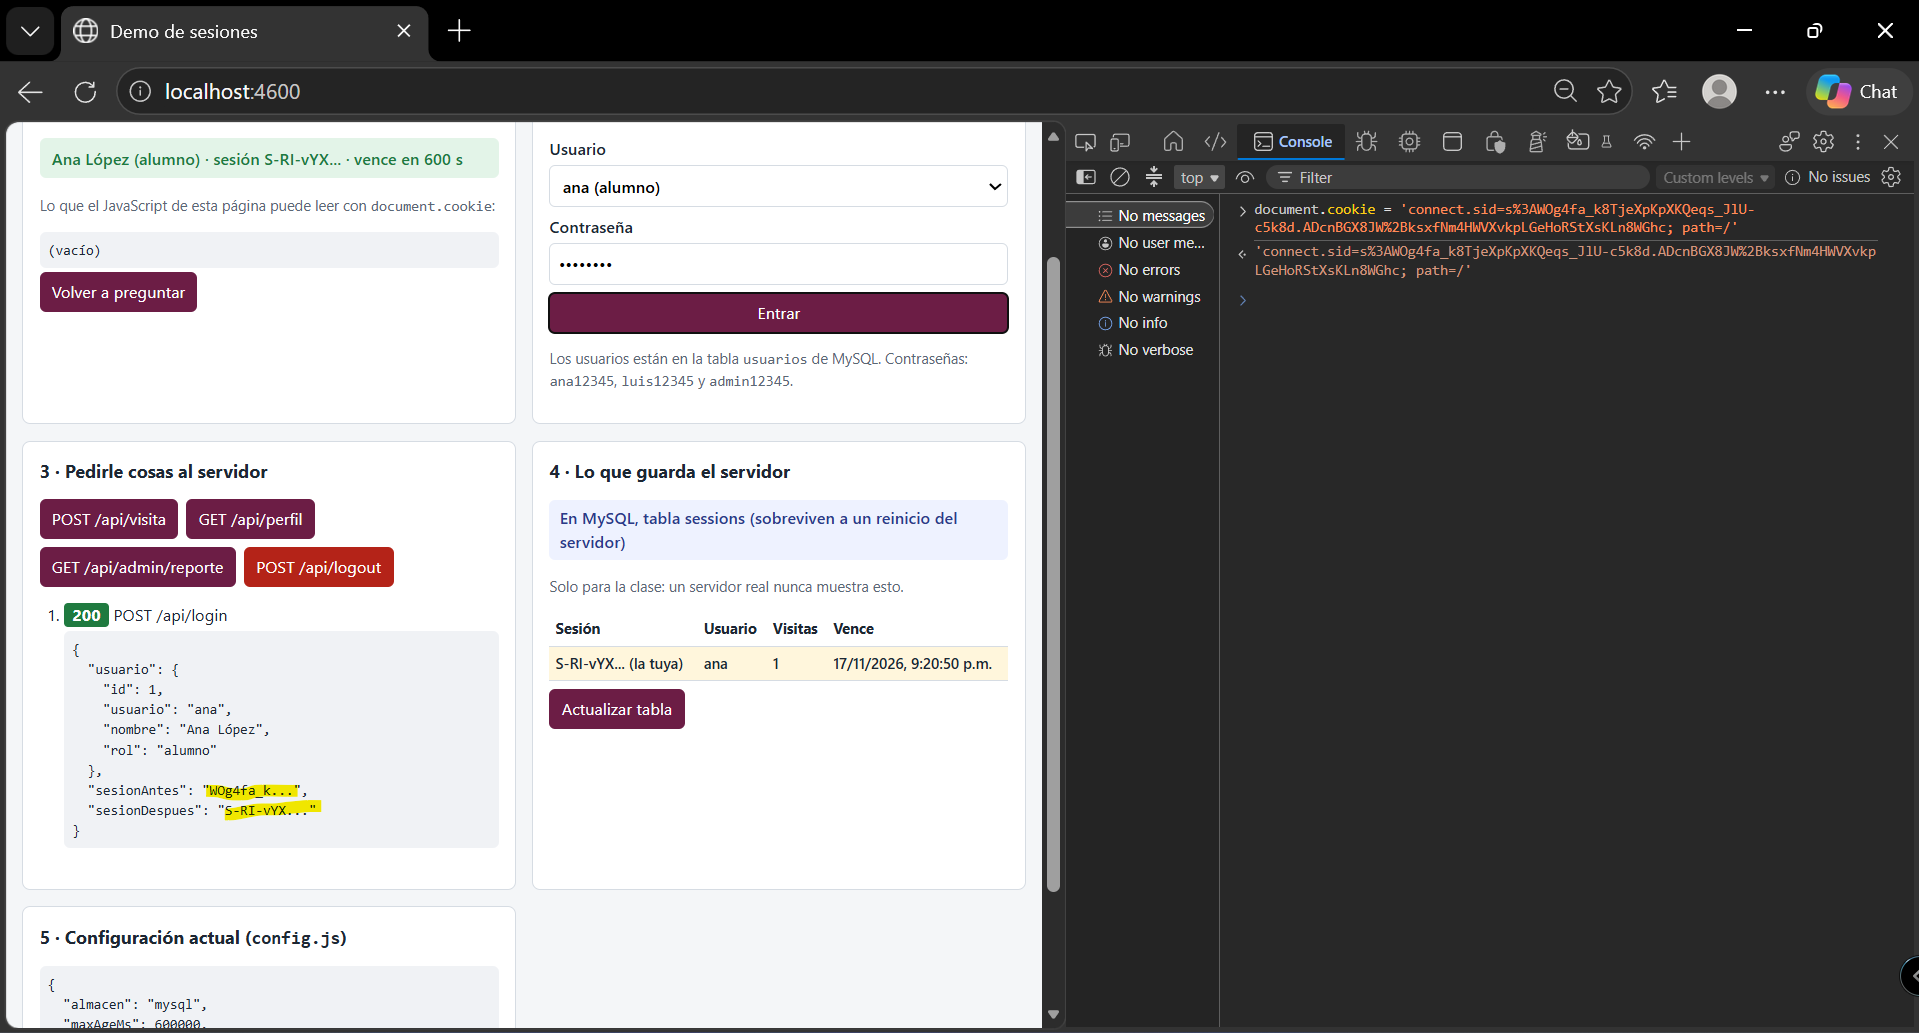 Demo de sesiones
localhost:4600
Chat
Ana López (alumno) · sesión S-RI-vYX... · vence en 600 s
Lo que el JavaScript de esta página puede leer con document.cookie:
(vacío)
Volver a preguntar
Usuario
ana (alumno)
Contraseña
••••••••
Entrar
Los usuarios están en la tabla usuarios de MySQL. Contraseñas:
ana12345, luis12345 y admin12345.
3 · Pedirle cosas al servidor
POST /api/visita
GET /api/perfil
GET /api/admin/reporte
POST /api/logout
1. 200 POST /api/login
{
"usuario": {
"id": 1,
"usuario": "ana",
"nombre": "Ana López",
"rol": "alumno"
},
"sesionAntes": "WOg4fa_k...",
"sesionDespues": "S-RI-vYX..."
}
4 · Lo que guarda el servidor
En MySQL, tabla sessions (sobreviven a un reinicio del
servidor)
Solo para la clase: un servidor real nunca muestra esto.
Sesión Usuario Visitas Vence
S-RI-vYX... (la tuya) ana 1 17/11/2026, 9:20:50 p.m.
Actualizar tabla
5 · Configuración actual (config.js)
{
"almacen": "mysql",
"maxAgeMs": 600000,
Console
top
Filter
Custom levels
No issues
No messages
No user me...
No errors
No warnings
No info
No verbose
document.cookie = 'connect.sid=s%3AWOg4fa_k8TjeXpKpXKQeqs_JlU-
c5k8d.ADcnBGX8JW%2BksxfNm4HWVXvkpLGeHoRStXsKLn8WGhc; path=/'
'connect.sid=s%3AWOg4fa_k8TjeXpKpXKQeqs_JlU-c5k8d.ADcnBGX8JW%2BksxfNm4HWVXvkp
LGeHoRStXsKLn8WGhc; path=/'